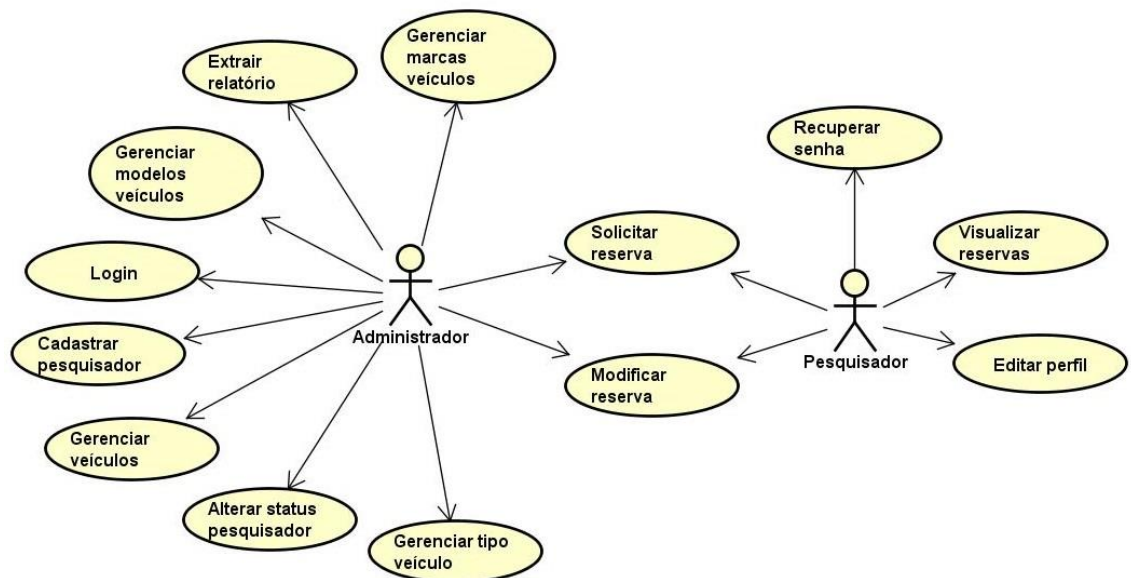 Gerenciar
marcas
veículos
Extrair
relatório
Recuperar
senha
Gerenciar
modelos
veículos
Solicitar
reserva
Visualizar
reservas
Login
Administrador
Cadastrar
pesquisador
Pesquisador
Editar perfil
Modificar
reserva
Gerenciar
veículos
Alterar status
pesquisador
Gerenciar tipo
veículo